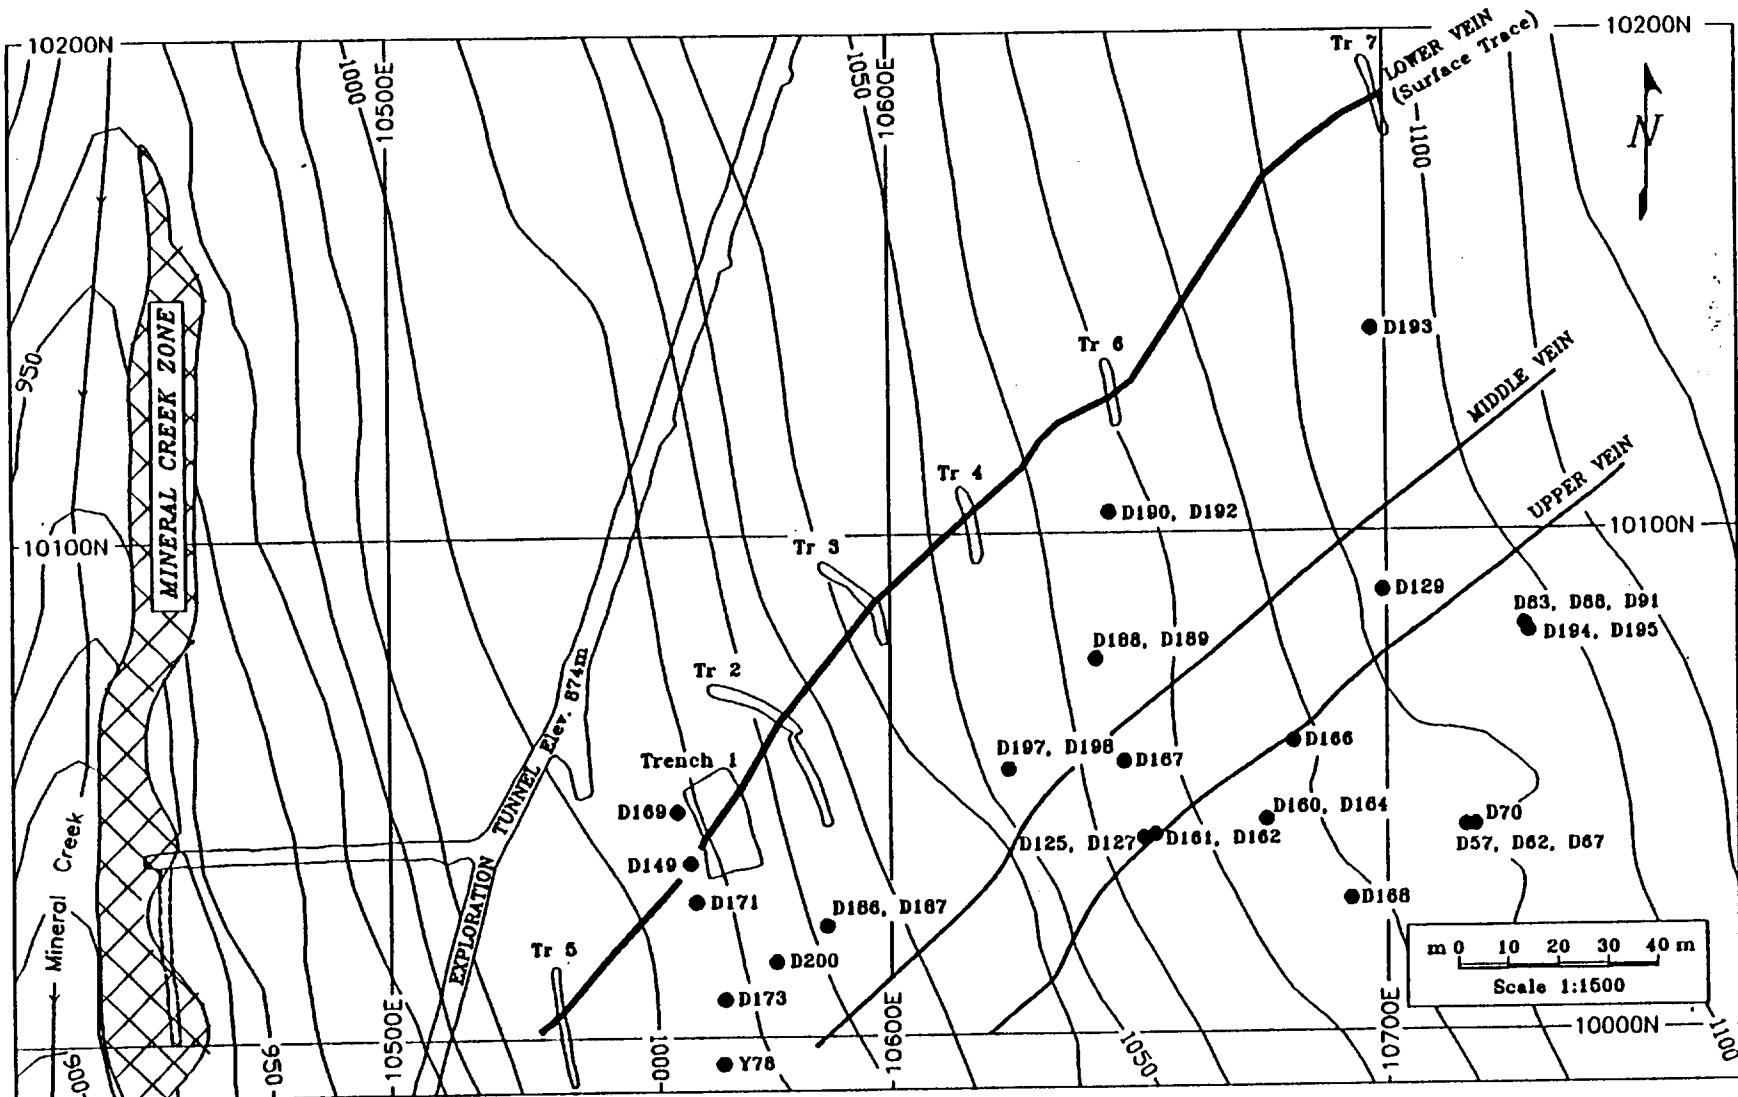 10200N
1000
10500E
1050
10600E
Tr 7
LOWER VEIN
(Surface Trace)
10200N
1100
N
950
MINERAL CREEK ZONE
D193
Tr 6
MIDDLE VEIN
UPPER VEIN
Tr 4
D190, D192
10100N
10100N
Tr 3
D129
D83, D88, D91
D194, D195
D188, D189
Tr 2
EXPLORATION TUNNEL Elev. 874m
D197, D198
D167
D166
Trench 1
D169
D160, D164
D70
D57, D62, D67
D125, D127
D161, D162
Mineral Creek
D149
D171
D186, D187
D168
Tr 5
D200
D173
m 0 10 20 30 40 m
Scale 1:1500
10000N
Y78
900
950
10500E
1000
10600E
1050
10700E
1100